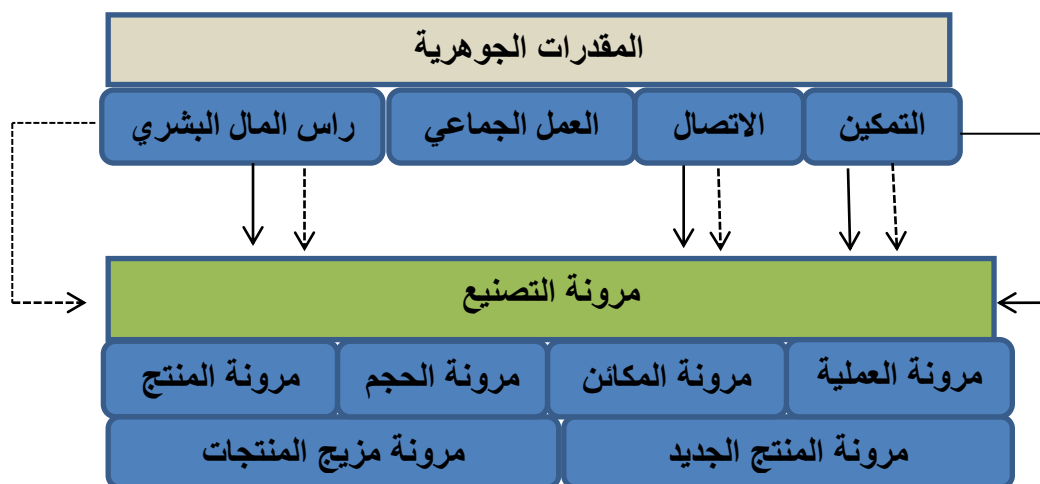 المقدرات الجوهرية
التمكين
الاتصال
العمل الجماعي
راس المال البشري
مرونة التصنيع
مرونة العملية
مرونة المكائن
مرونة الحجم
مرونة المنتج
مرونة المنتج الجديد
مرونة مزيج المنتجات